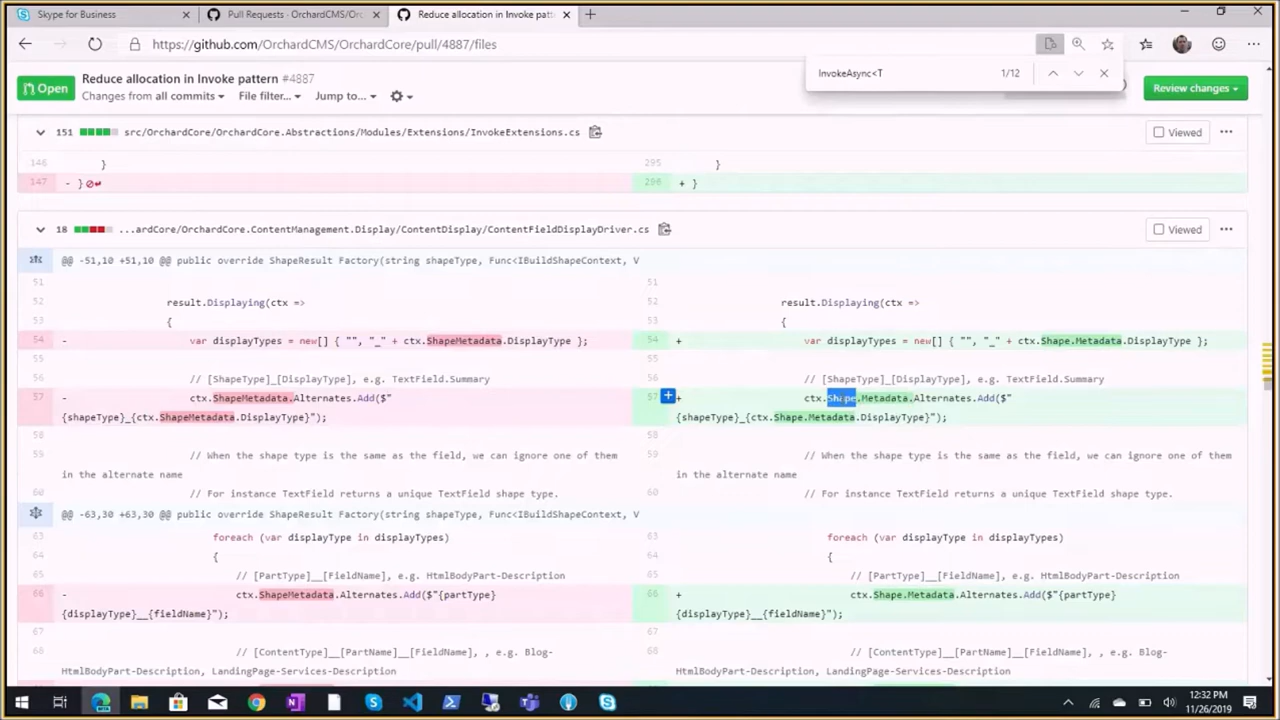 Skype for Business
Pull Requests · OrchardCMS/Orc
Reduce allocation in Invoke patt
https://github.com/OrchardCMS/OrchardCore/pull/4887/files
InvokeAsync<T
1/12
Reduce allocation in Invoke pattern #4887
Open
Changes from all commits
File filter...
Jump to...
Review changes
151 src/OrchardCore/OrchardCore.Abstractions/Modules/Extensions/InvokeExtensions.cs
Viewed
146 }
295 }
147 - }
296 + }
18 ...ardCore/OrchardCore.ContentManagement.Display/ContentDisplay/ContentFieldDisplayDriver.cs
Viewed
@@ -51,10 +51,10 @@ public override ShapeResult Factory(string shapeType, Func<IBuildShapeContext, V
51
51
52 result.Displaying(ctx =>
52 result.Displaying(ctx =>
53 {
53 {
54 - var displayTypes = new[] { "", "_" + ctx.ShapeMetadata.DisplayType };
54 + var displayTypes = new[] { "", "_" + ctx.Shape.Metadata.DisplayType };
55
55
56 // [ShapeType]_[DisplayType], e.g. TextField.Summary
56 // [ShapeType]_[DisplayType], e.g. TextField.Summary
57 - ctx.ShapeMetadata.Alternates.Add($"
57 + ctx.Shape.Metadata.Alternates.Add($"
{shapeType}_{ctx.ShapeMetadata.DisplayType}");
{shapeType}_{ctx.Shape.Metadata.DisplayType}");
58
58
59 // When the shape type is the same as the field, we can ignore one of them
59 // When the shape type is the same as the field, we can ignore one of them
in the alternate name
in the alternate name
60 // For instance TextField returns a unique TextField shape type.
60 // For instance TextField returns a unique TextField shape type.
@@ -63,30 +63,30 @@ public override ShapeResult Factory(string shapeType, Func<IBuildShapeContext, V
63 foreach (var displayType in displayTypes)
63 foreach (var displayType in displayTypes)
64 {
64 {
65 // [PartType]__[FieldName], e.g. HtmlBodyPart-Description
65 // [PartType]__[FieldName], e.g. HtmlBodyPart-Description
66 - ctx.ShapeMetadata.Alternates.Add($"{partType}
66 + ctx.Shape.Metadata.Alternates.Add($"{partType}
{displayType}__{fieldName}");
{displayType}__{fieldName}");
67
67
68 // [ContentType]__[PartName]__[FieldName], , e.g. Blog-
68 // [ContentType]__[PartName]__[FieldName], , e.g. Blog-
HtmlBodyPart-Description, LandingPage-Services-Description
HtmlBodyPart-Description, LandingPage-Services-Description
12:32 PM
11/26/2019